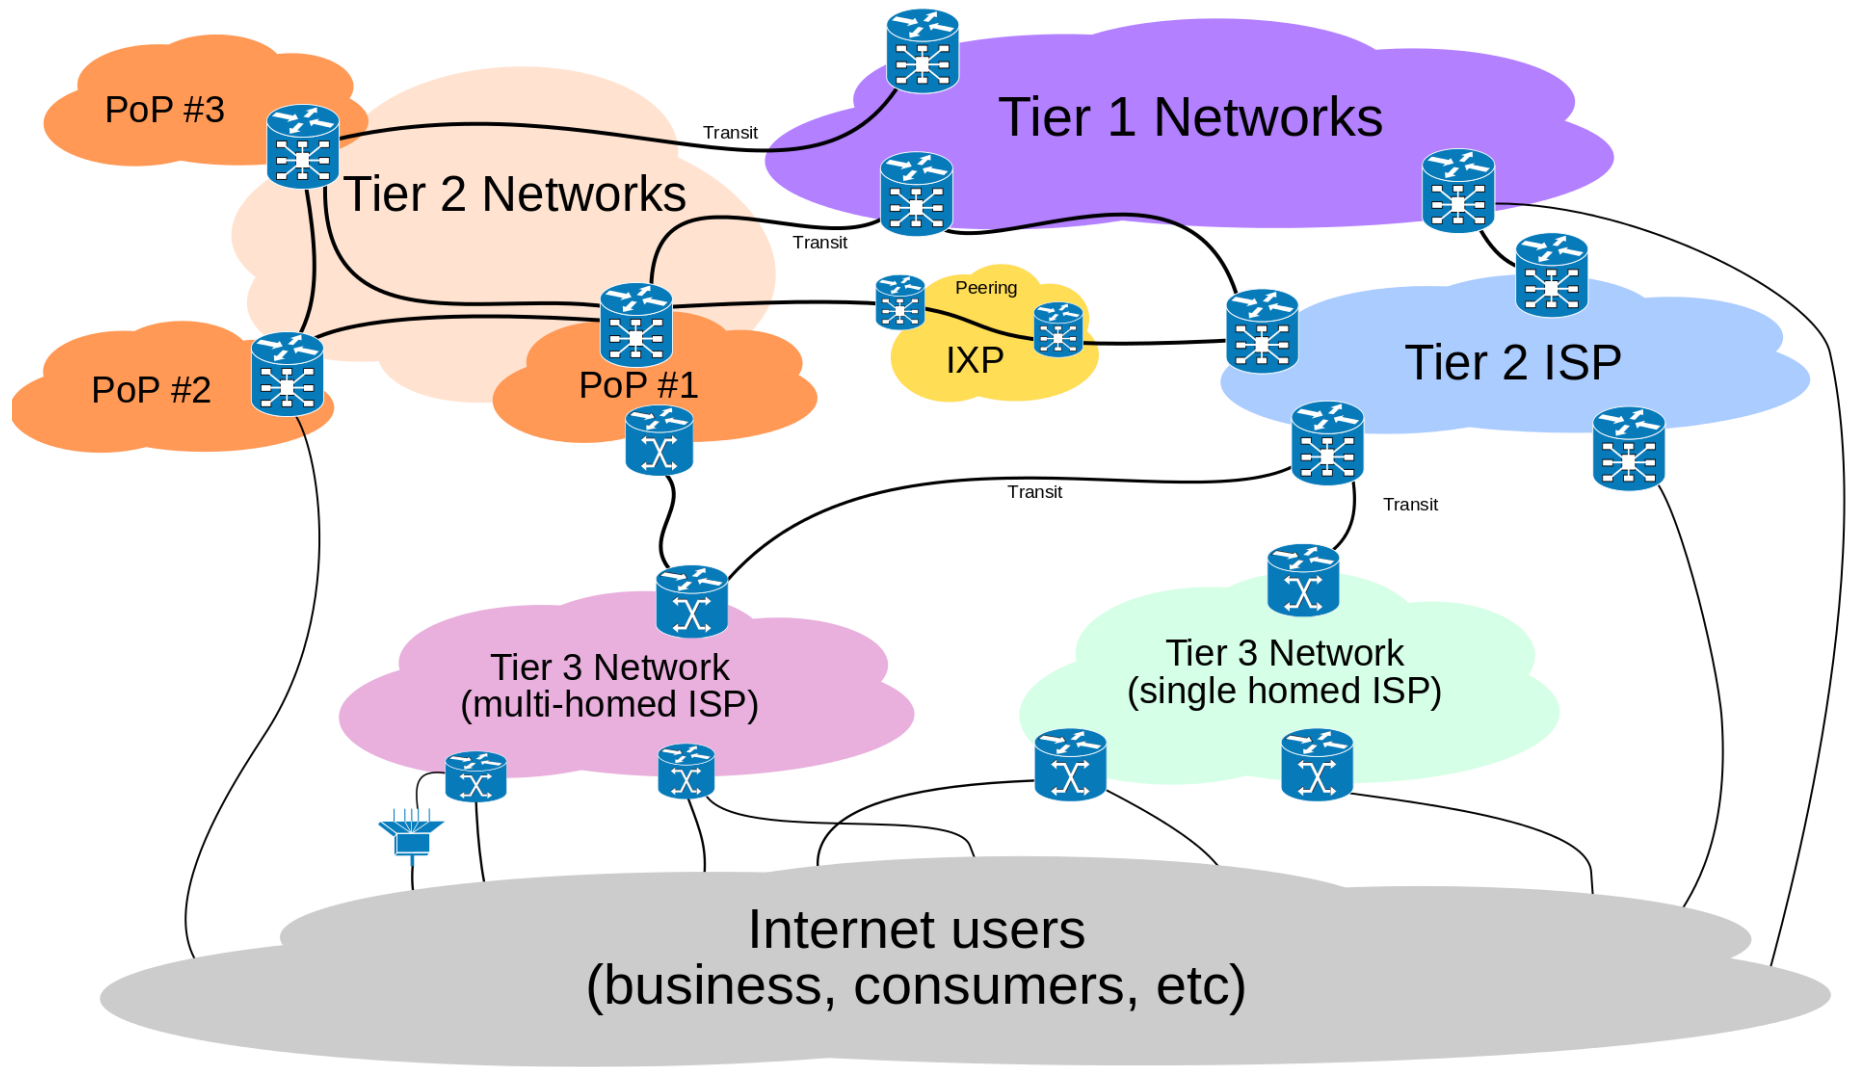 PoP #3
Tier 1 Networks
Transit
Tier 2 Networks
Transit
Peering
IXP
Tier 2 ISP
PoP #2
PoP #1
Transit
Transit
Tier 3 Network
(multi-homed ISP)
Tier 3 Network
(single homed ISP)
Internet users
(business, consumers, etc)